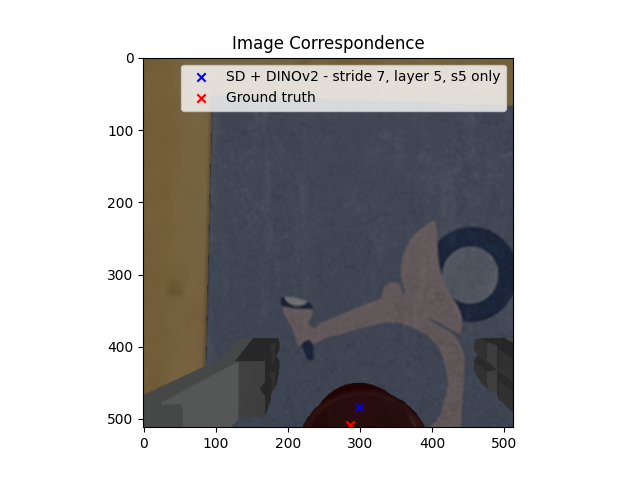 Image Correspondence
SD + DINOv2 - stride 7, layer 5, s5 only
Ground truth
0
100
200
300
400
500
0 100 200 300 400 500